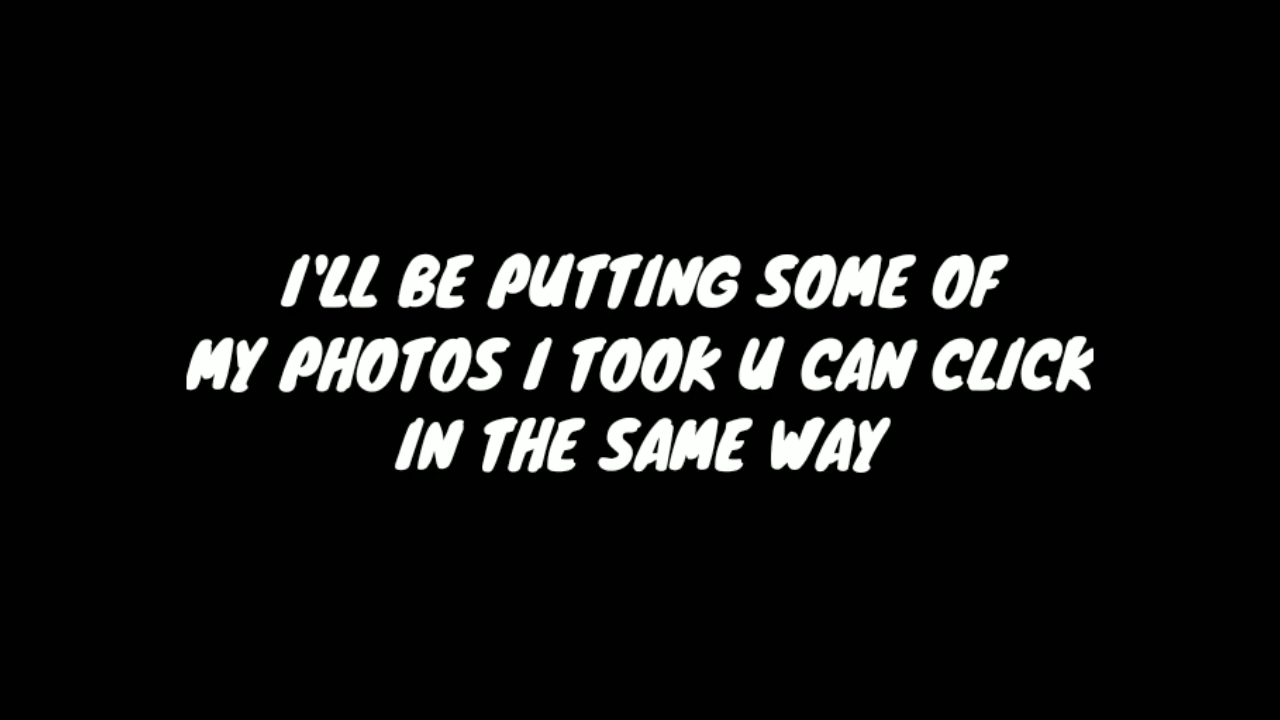 I'LL BE PUTTING SOME OF
MY PHOTOS I TOOK U CAN CLICK
IN THE SAME WAY